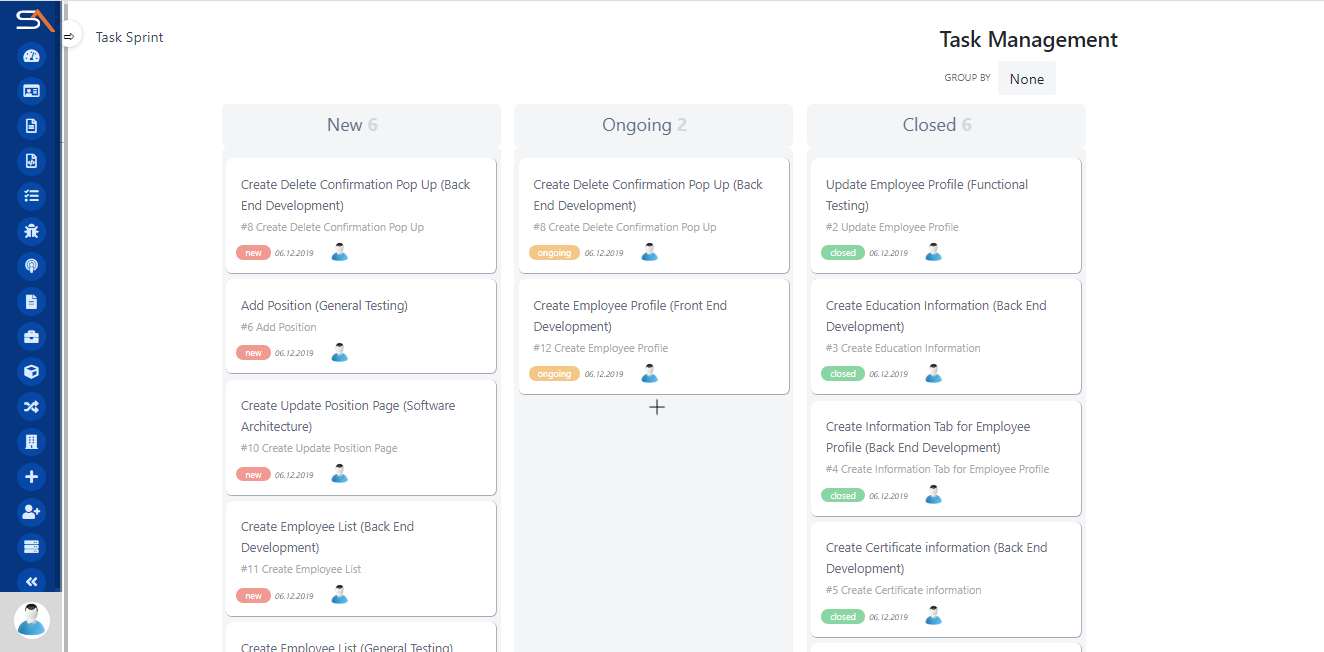 Task Sprint
Task Management
GROUP BY None
New 6
Create Delete Confirmation Pop Up (Back
End Development)
#8 Create Delete Confirmation Pop Up
new 06.12.2019
Add Position (General Testing)
#6 Add Position
new 06.12.2019
Create Update Position Page (Software
Architecture)
#10 Create Update Position Page
new 06.12.2019
Create Employee List (Back End
Development)
#11 Create Employee List
new 06.12.2019
Create Employee List (General Testing)
Ongoing 2
Create Delete Confirmation Pop Up (Back
End Development)
#8 Create Delete Confirmation Pop Up
ongoing 06.12.2019
Create Employee Profile (Front End
Development)
#12 Create Employee Profile
ongoing 06.12.2019
Closed 6
Update Employee Profile (Functional
Testing)
#2 Update Employee Profile
closed 06.12.2019
Create Education Information (Back End
Development)
#3 Create Education Information
closed 06.12.2019
Create Information Tab for Employee
Profile (Back End Development)
#4 Create Information Tab for Employee Profile
closed 06.12.2019
Create Certificate information (Back End
Development)
#5 Create Certificate information
closed 06.12.2019